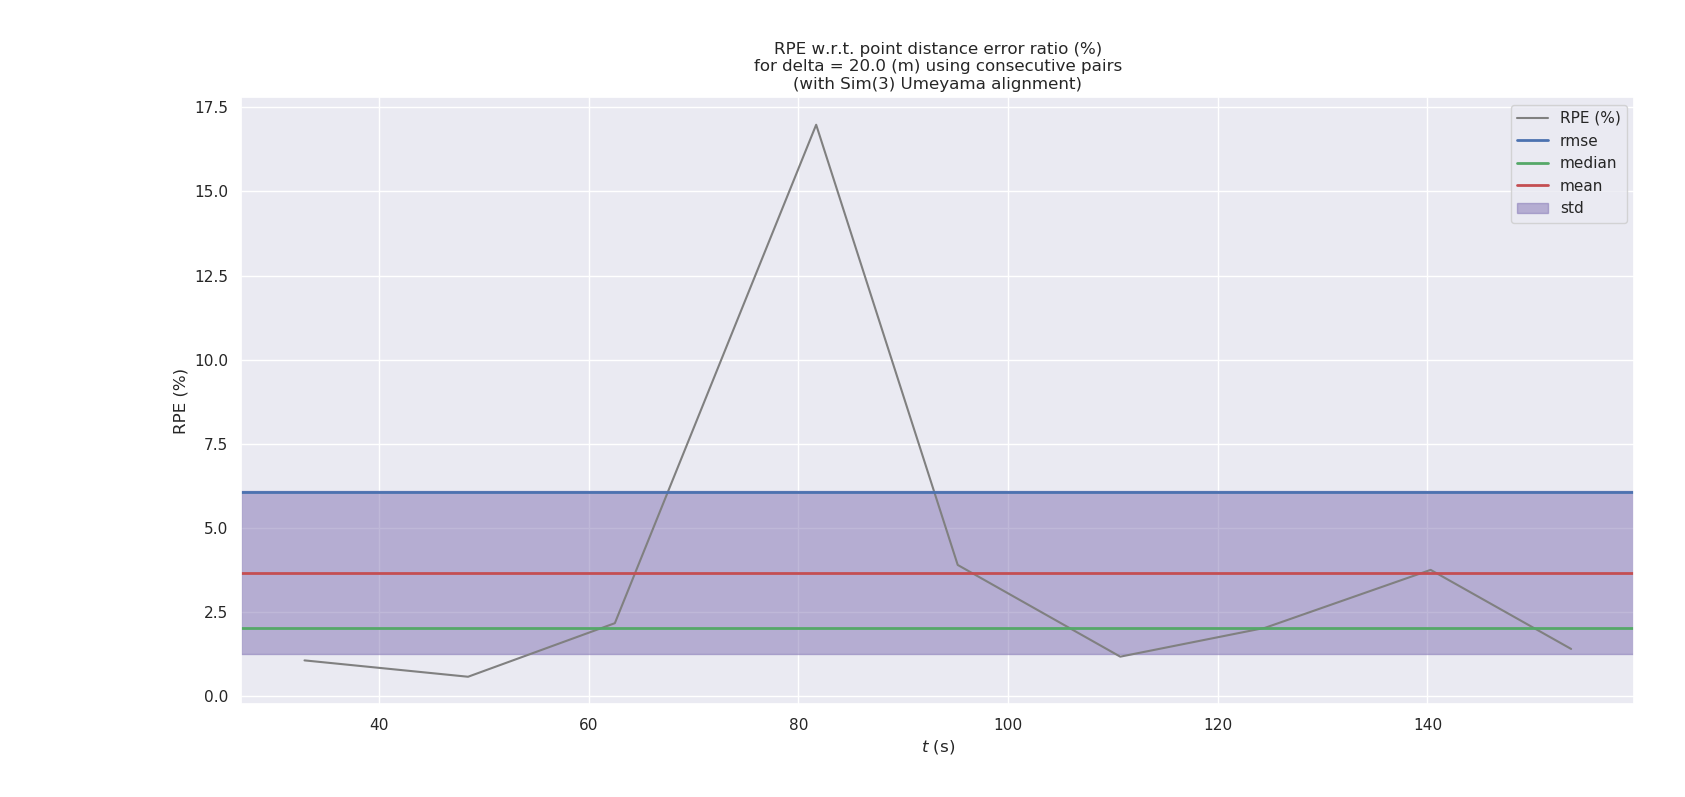 RPE w.r.t. point distance error ratio (%)
for delta = 20.0 (m) using consecutive pairs
(with Sim(3) Umeyama alignment)
RPE (%)
17.5
15.0
12.5
10.0
7.5
5.0
2.5
0.0
RPE (%)
rmse
median
mean
std
40
60
80
100
120
140
t (s)